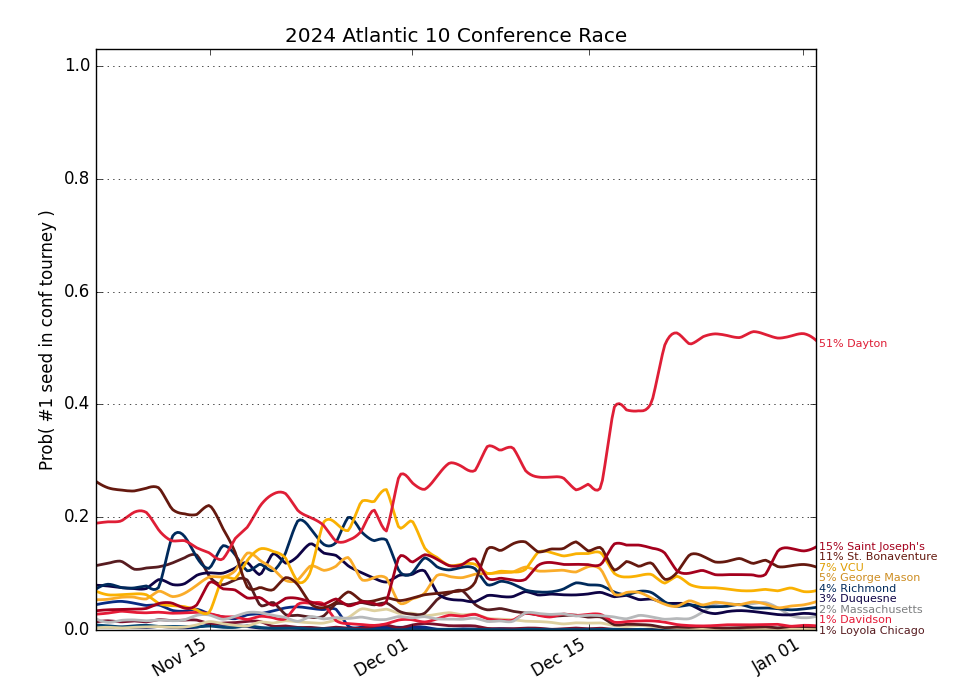 2024 Atlantic 10 Conference Race
Prob( #1 seed in conf tourney )
1.0
0.8
0.6
0.4
0.2
0.0
Nov 15
Dec 01
Dec 15
Jan 01
51% Dayton
15% Saint Joseph's
11% St. Bonaventure
7% VCU
5% George Mason
4% Richmond
3% Duquesne
2% Massachusetts
1% Davidson
1% Loyola Chicago